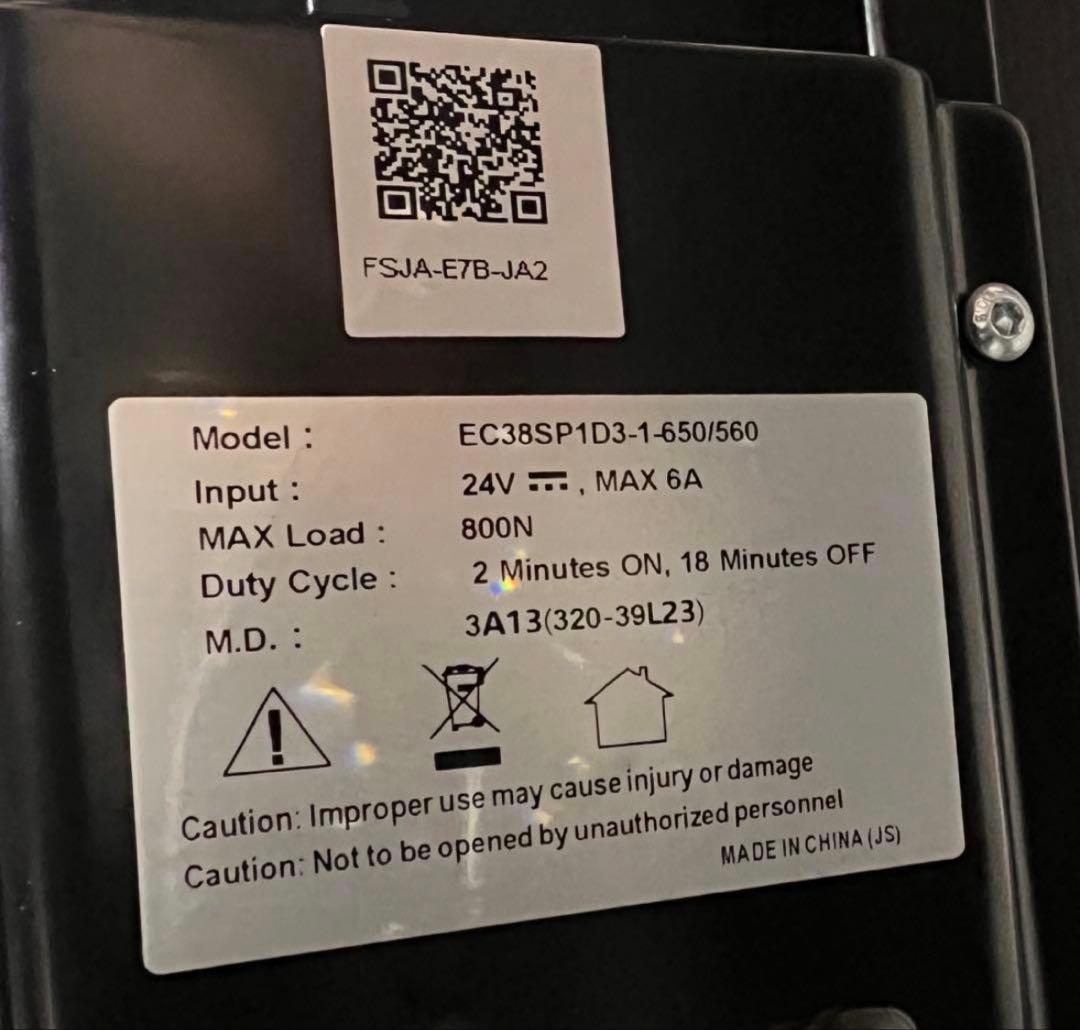 FSJA-E7B-JA2
Model : EC38SP1D3-1-650/560
Input : 24V ⎓ , MAX 6A
MAX Load : 800N
Duty Cycle : 2 Minutes ON, 18 Minutes OFF
M.D. : 3A13(320-39L23)
Caution: Improper use may cause injury or damage
Caution: Not to be opened by unauthorized personnel
MADE IN CHINA (JS)